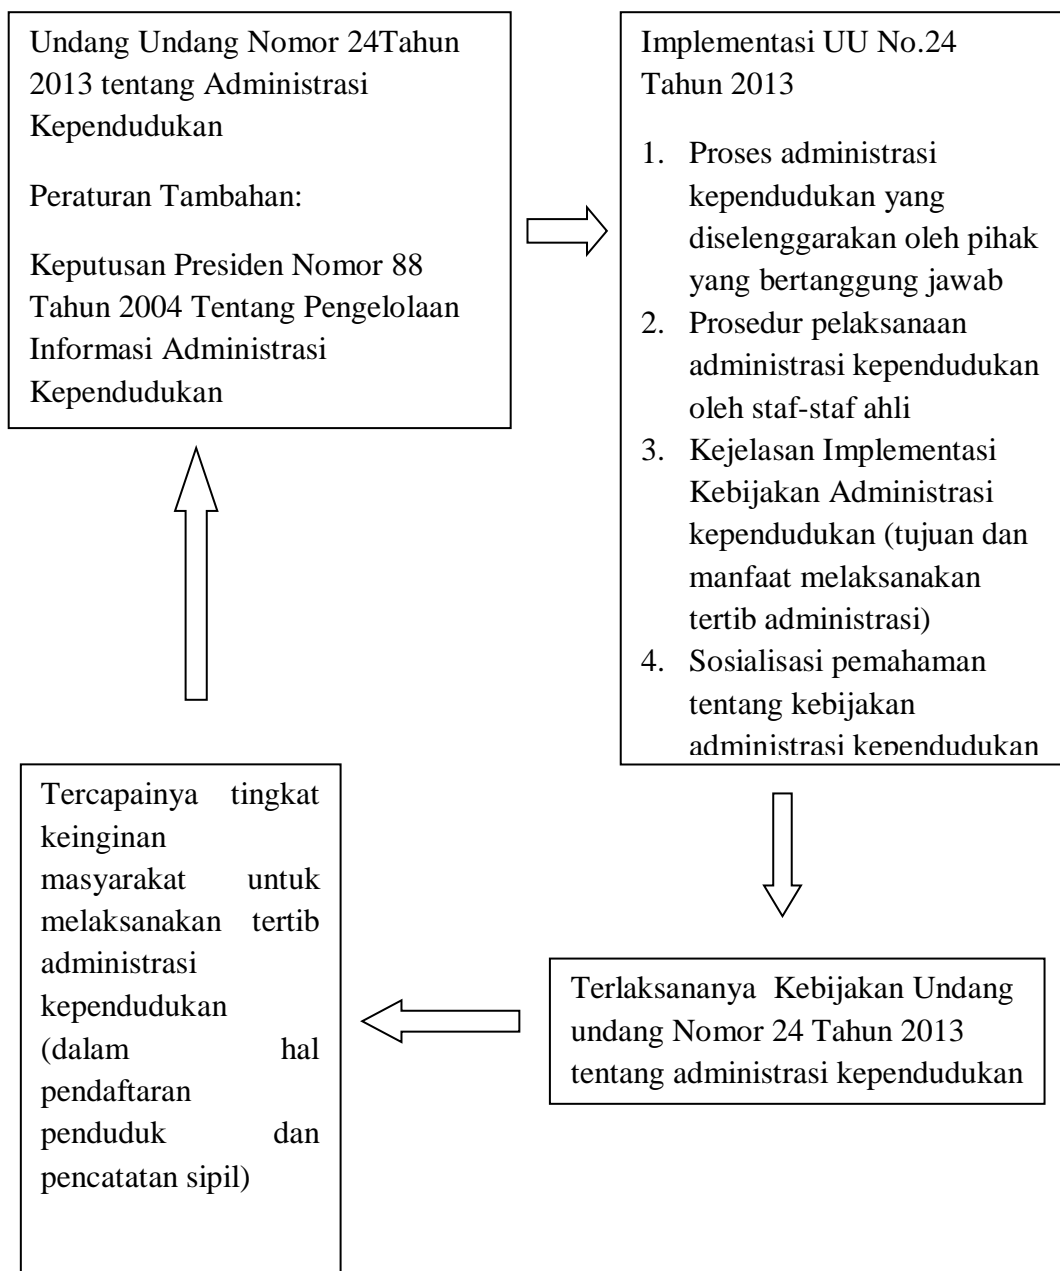 Undang Undang Nomor 24Tahun
2013 tentang Administrasi
Kependudukan
Peraturan Tambahan:
Keputusan Presiden Nomor 88
Tahun 2004 Tentang Pengelolaan
Informasi Administrasi
Kependudukan
Implementasi UU No.24
Tahun 2013
1. Proses administrasi
kependudukan yang
diselenggarakan oleh pihak
yang bertanggung jawab
2. Prosedur pelaksanaan
administrasi kependudukan
oleh staf-staf ahli
3. Kejelasan Implementasi
Kebijakan Administrasi
kependudukan (tujuan dan
manfaat melaksanakan
tertib administrasi)
4. Sosialisasi pemahaman
tentang kebijakan
administrasi kependudukan
Terlaksananya Kebijakan Undang
undang Nomor 24 Tahun 2013
tentang administrasi kependudukan
Tercapainya tingkat
keinginan
masyarakat untuk
melaksanakan tertib
administrasi
kependudukan
(dalam hal
pendaftaran
penduduk dan
pencatatan sipil)